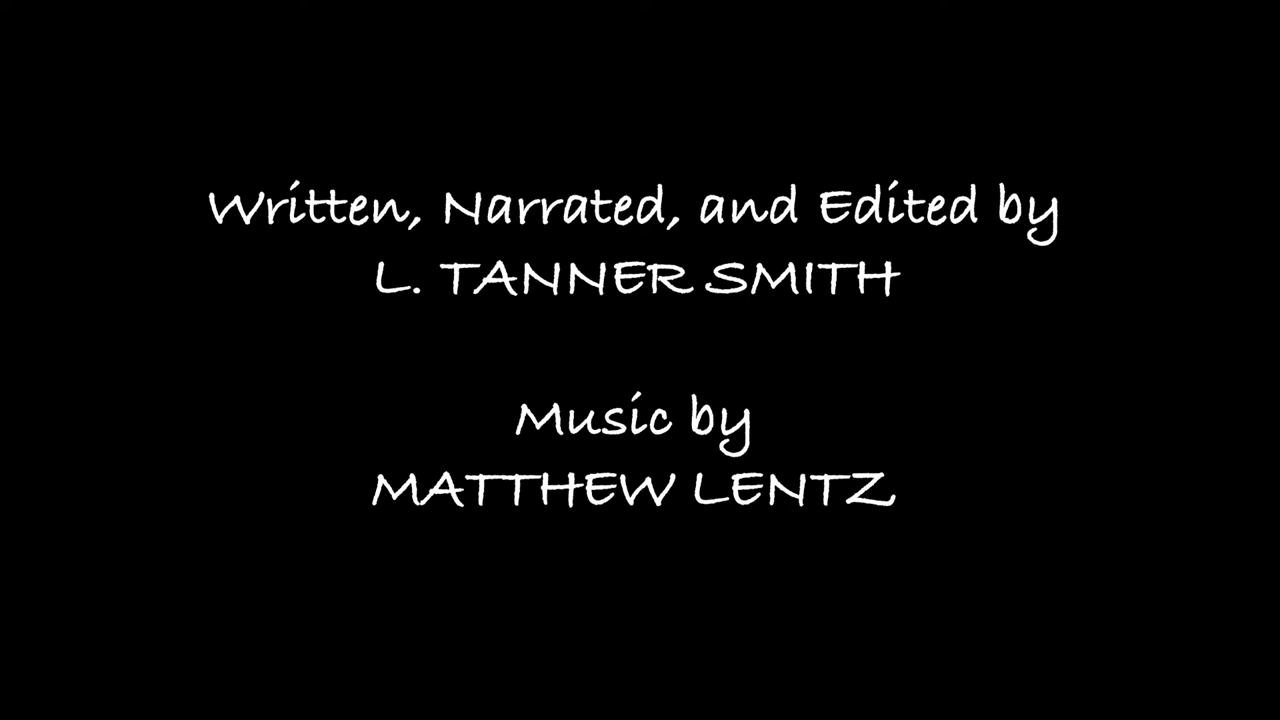 Written, Narrated, and Edited by
L. TANNER SMITH
Music by
MATTHEW LENTZ